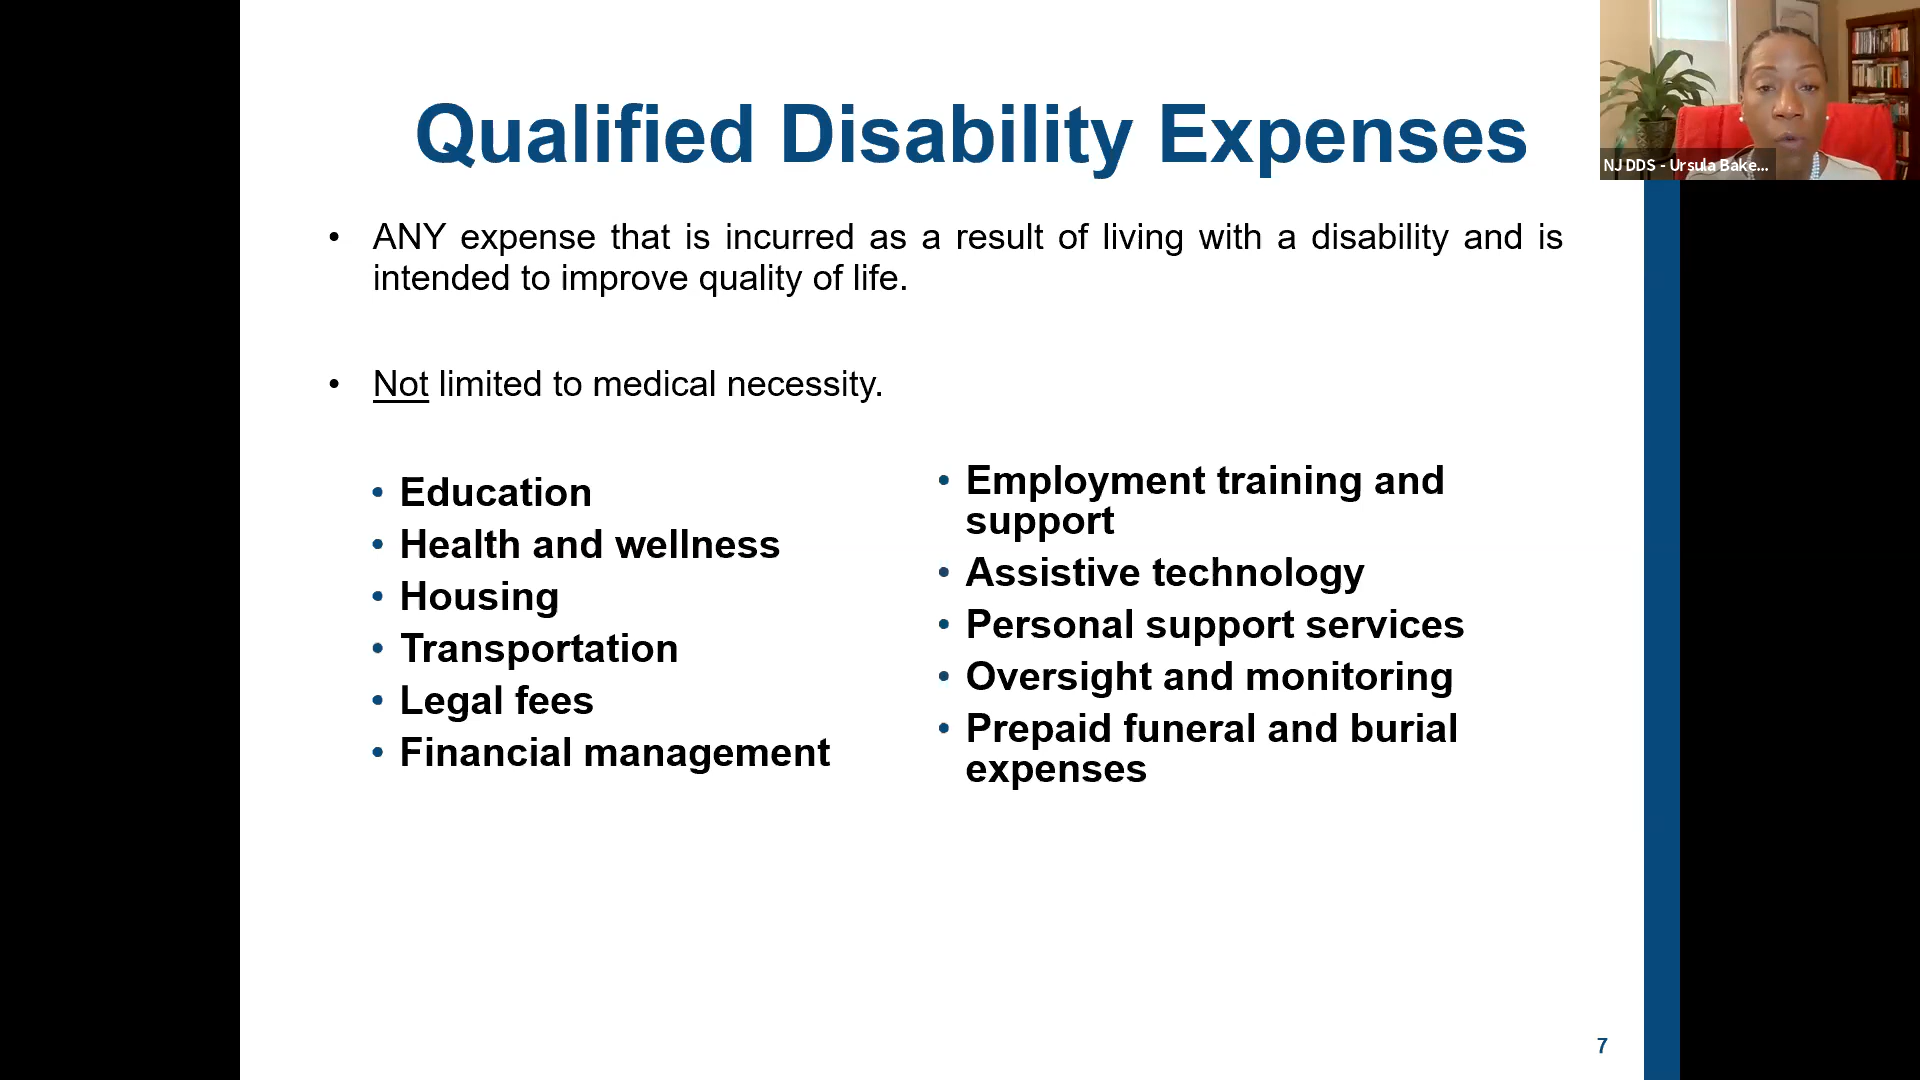 Qualified Disability Expenses
NJ DDS - Ursula Bake...
• ANY expense that is incurred as a result of living with a disability and is
intended to improve quality of life.
• Not limited to medical necessity.
• Education
• Health and wellness
• Housing
• Transportation
• Legal fees
• Financial management
• Employment training and
support
• Assistive technology
• Personal support services
• Oversight and monitoring
• Prepaid funeral and burial
expenses
7